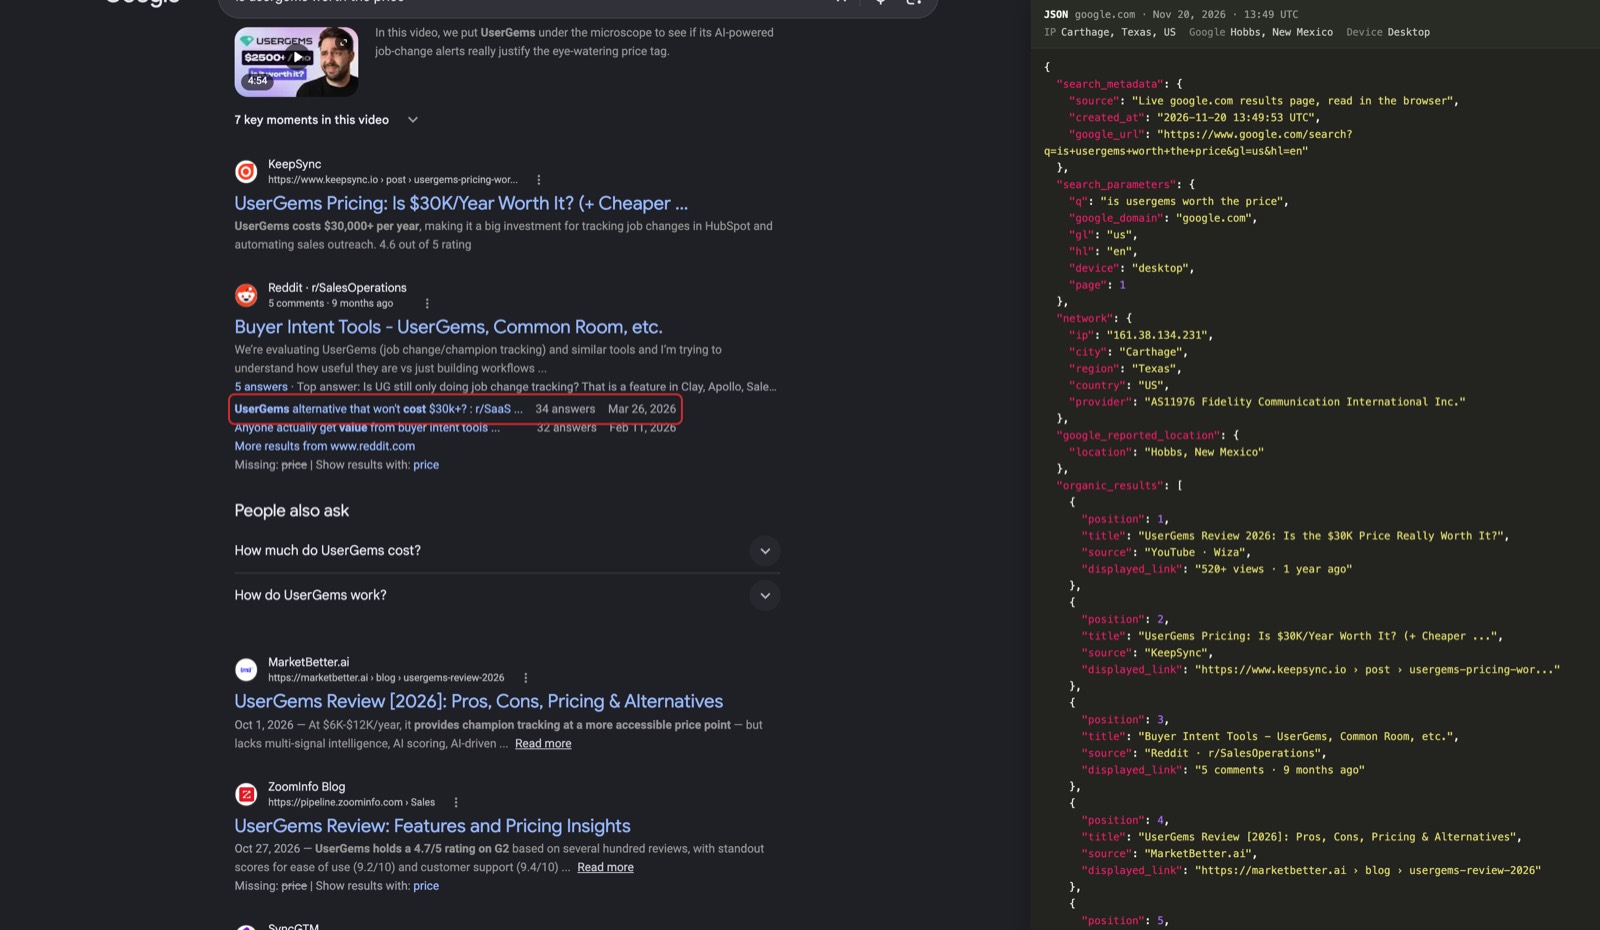 Google
is usergems worth the price
USERGEMS
$2500+ /mo
is it worth it?
4:54
In this video, we put UserGems under the microscope to see if its AI-powered
job-change alerts really justify the eye-watering price tag.
7 key moments in this video
KeepSync
https://www.keepsync.io › post › usergems-pricing-wor...
UserGems Pricing: Is $30K/Year Worth It? (+ Cheaper ...
UserGems costs $30,000+ per year, making it a big investment for tracking job changes in HubSpot and
automating sales outreach. 4.6 out of 5 rating
Reddit · r/SalesOperations
5 comments · 9 months ago
Buyer Intent Tools - UserGems, Common Room, etc.
We're evaluating UserGems (job change/champion tracking) and similar tools and I'm trying to
understand how useful they are vs just building workflows ...
5 answers · Top answer: Is UG still only doing job change tracking? That is a feature in Clay, Apollo, Sale...
UserGems alternative that won't cost $30k+? : r/SaaS ... 34 answers Mar 26, 2026
Anyone actually get value from buyer intent tools ... 32 answers Feb 11, 2026
More results from www.reddit.com
Missing: price | Show results with: price
People also ask
How much do UserGems cost?
How do UserGems work?
MarketBetter.ai
https://marketbetter.ai › blog › usergems-review-2026
UserGems Review [2026]: Pros, Cons, Pricing & Alternatives
Oct 1, 2026 — At $6K-$12K/year, it provides champion tracking at a more accessible price point — but
lacks multi-signal intelligence, AI scoring, AI-driven ... Read more
ZoomInfo Blog
https://pipeline.zoominfo.com › Sales
UserGems Review: Features and Pricing Insights
Oct 27, 2026 — UserGems holds a 4.7/5 rating on G2 based on several hundred reviews, with standout
scores for ease of use (9.2/10) and customer support (9.4/10) ... Read more
Missing: price | Show results with: price
SyncGTM
JSON google.com · Nov 20, 2026 · 13:49 UTC
IP Carthage, Texas, US Google Hobbs, New Mexico Device Desktop
{
"search_metadata": {
"source": "Live google.com results page, read in the browser",
"created_at": "2026-11-20 13:49:53 UTC",
"google_url": "https://www.google.com/search?
q=is+usergems+worth+the+price&gl=us&hl=en"
},
"search_parameters": {
"q": "is usergems worth the price",
"google_domain": "google.com",
"gl": "us",
"hl": "en",
"device": "desktop",
"page": 1
},
"network": {
"ip": "161.38.134.231",
"city": "Carthage",
"region": "Texas",
"country": "US",
"provider": "AS11976 Fidelity Communication International Inc."
},
"google_reported_location": {
"location": "Hobbs, New Mexico"
},
"organic_results": [
{
"position": 1,
"title": "UserGems Review 2026: Is the $30K Price Really Worth It?",
"source": "YouTube · Wiza",
"displayed_link": "520+ views · 1 year ago"
},
{
"position": 2,
"title": "UserGems Pricing: Is $30K/Year Worth It? (+ Cheaper ...",
"source": "KeepSync",
"displayed_link": "https://www.keepsync.io › post › usergems-pricing-wor..."
},
{
"position": 3,
"title": "Buyer Intent Tools - UserGems, Common Room, etc.",
"source": "Reddit · r/SalesOperations",
"displayed_link": "5 comments · 9 months ago"
},
{
"position": 4,
"title": "UserGems Review [2026]: Pros, Cons, Pricing & Alternatives",
"source": "MarketBetter.ai",
"displayed_link": "https://marketbetter.ai › blog › usergems-review-2026"
},
{
"position": 5,